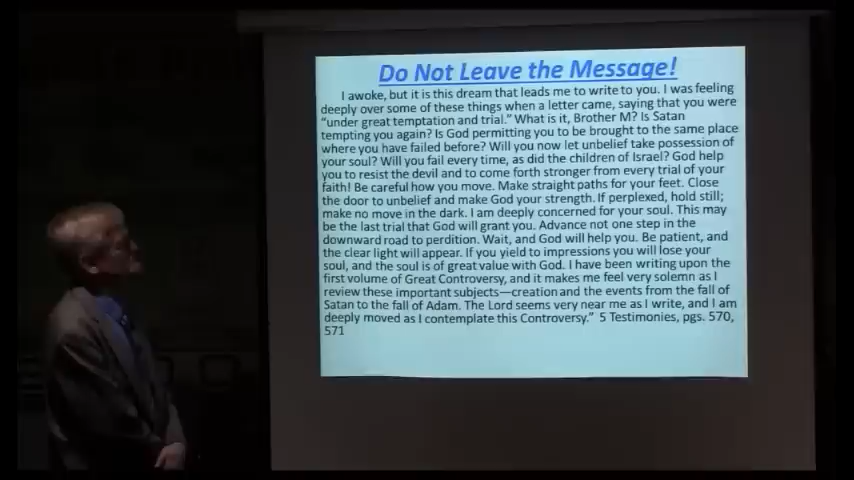 Do Not Leave the Message!
I awoke, but it is this dream that leads me to write to you. I was feeling
deeply over some of these things when a letter came, saying that you were
"under great temptation and trial." What is it, Brother M? Is Satan
tempting you again? Is God permitting you to be brought to the same place
where you have failed before? Will you now let unbelief take possession of
your soul? Will you fail every time, as did the children of Israel? God help
you to resist the devil and to come forth stronger from every trial of your
faith! Be careful how you move. Make straight paths for your feet. Close
the door to unbelief and make God your strength. If perplexed, hold still;
make no move in the dark. I am deeply concerned for your soul. This may
be the last trial that God will grant you. Advance not one step in the
downward road to perdition. Wait, and God will help you. Be patient, and
the clear light will appear. If you yield to impressions you will lose your
soul, and the soul is of great value with God. I have been writing upon the
first volume of Great Controversy, and it makes me feel very solemn as I
review these important subjects—creation and the events from the fall of
Satan to the fall of Adam. The Lord seems very near me as I write, and I am
deeply moved as I contemplate this Controversy." 5 Testimonies, pgs. 570,
571